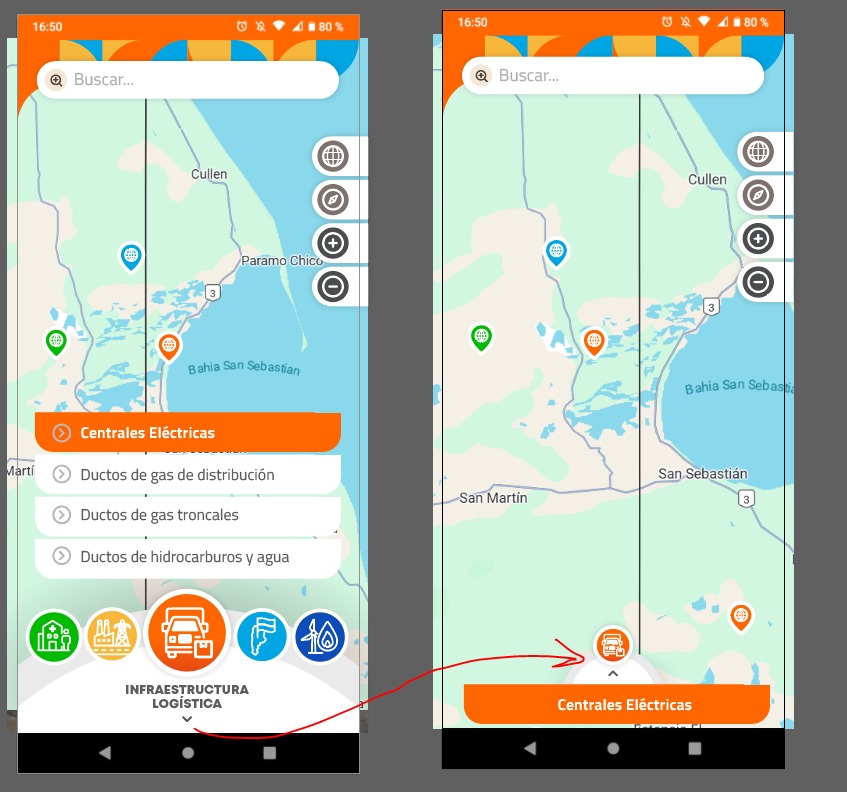 16:50
80 %
Buscar...
Cullen
Paramo Chico
3
Bahia San Sebastian
Centrales Eléctricas
Ductos de gas de distribución
Ductos de gas troncales
Ductos de hidrocarburos y agua
INFRAESTRUCTURA
LOGÍSTICA
16:50
80 %
Buscar...
Cullen
3
Bahia San Sebastia
San Sebastián
San Martín
3
Centrales Eléctricas